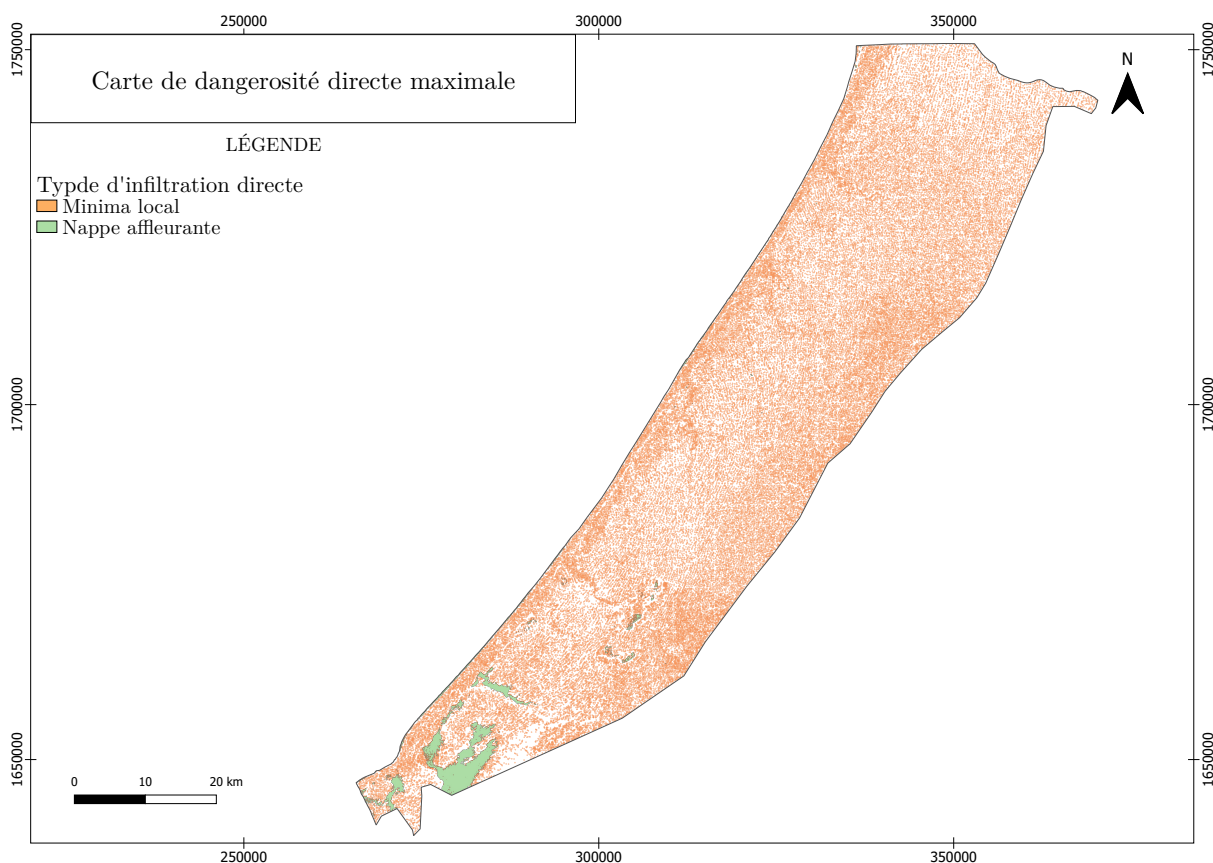 250000
300000
350000
1750000
1750000
Carte de dangerosité directe maximale
N
LÉGENDE
Typde d'infiltration directe
Minima local
Nappe affleurante
1700000
1700000
1650000
1650000
0 10 20 km
250000
300000
350000